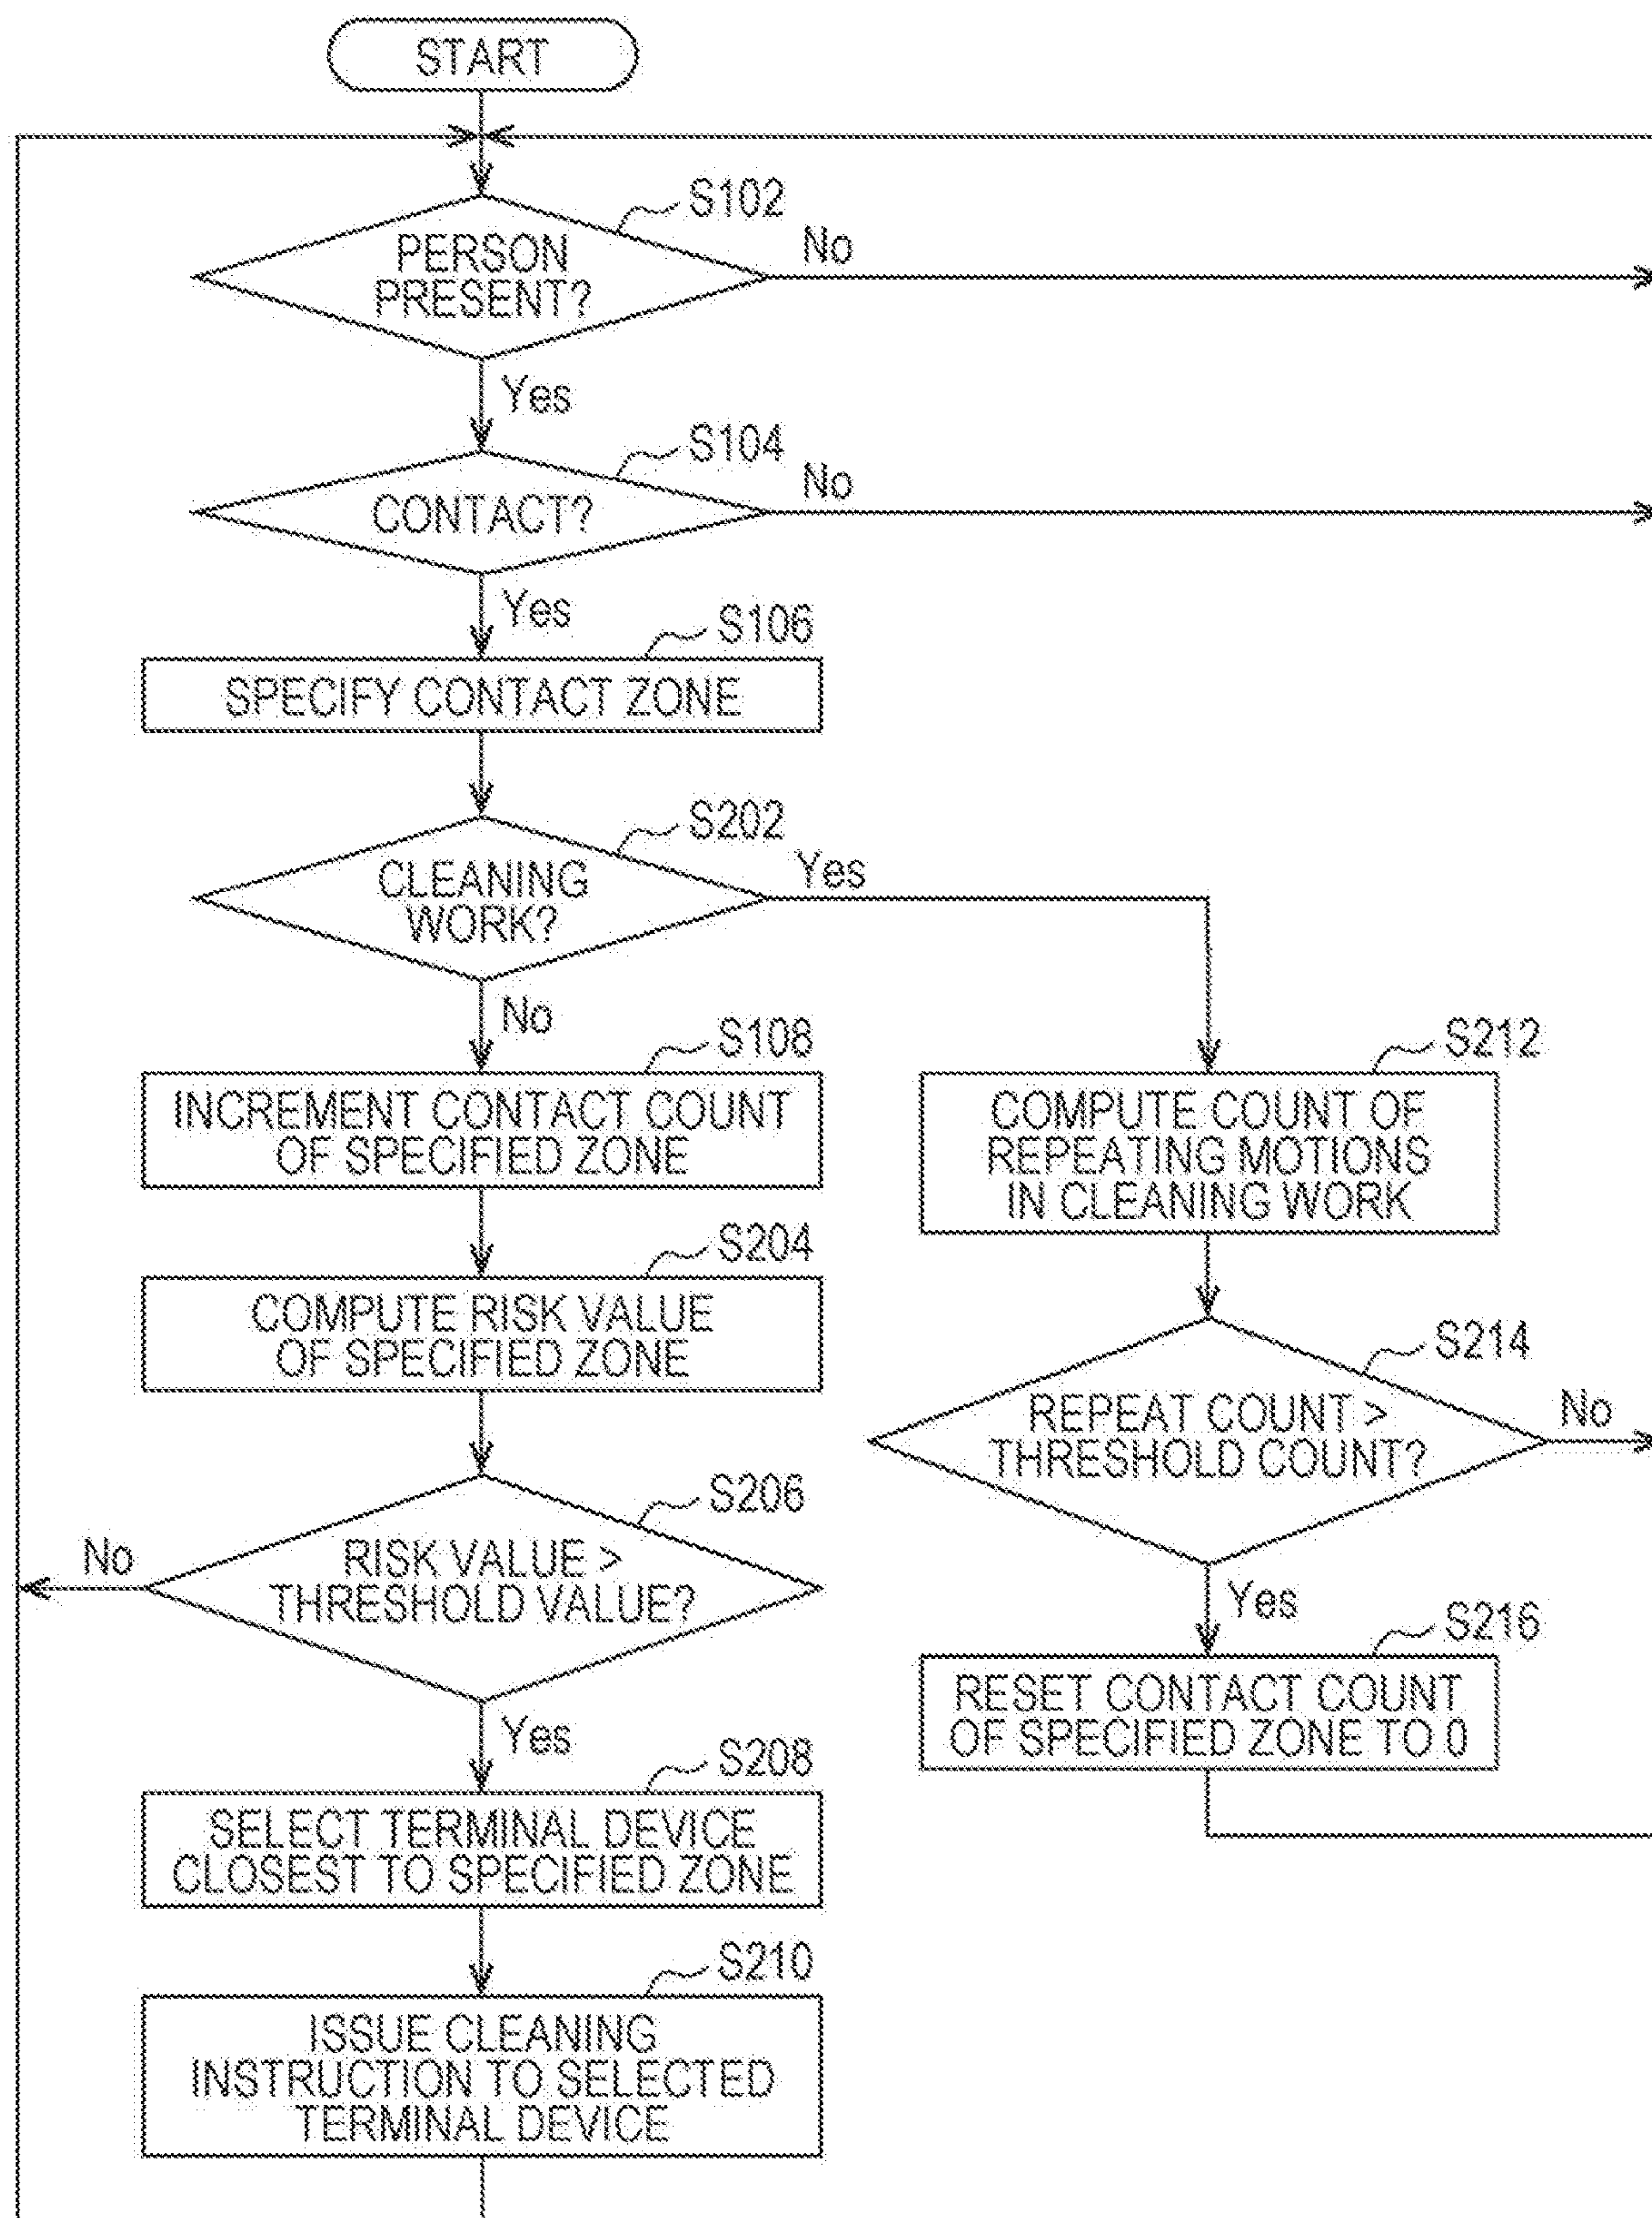 START
S102
PERSON
PRESENT?
No
Yes
S104
CONTACT?
No
Yes
S106
SPECIFY CONTACT ZONE
S202
CLEANING
WORK?
Yes
No
S108
INCREMENT CONTACT COUNT
OF SPECIFIED ZONE
S204
COMPUTE RISK VALUE
OF SPECIFIED ZONE
S206
RISK VALUE >
THRESHOLD VALUE?
No
Yes
S208
SELECT TERMINAL DEVICE
CLOSEST TO SPECIFIED ZONE
S210
ISSUE CLEANING
INSTRUCTION TO SELECTED
TERMINAL DEVICE
S212
COMPUTE COUNT OF
REPEATING MOTIONS
IN CLEANING WORK
S214
REPEAT COUNT >
THRESHOLD COUNT?
No
Yes
S216
RESET CONTACT COUNT
OF SPECIFIED ZONE TO 0